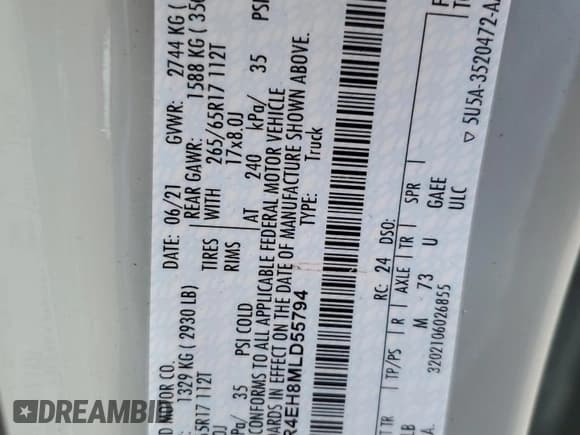 D MOTOR CO.
DATE: 06/21 GVWR: 2744 KG (
1329 KG ( 2930 LB) REAR GAWR: 1588 KG (
TIRES WITH 265/65R17 112T
5R17 112T RIMS 17x8.0J
0J
kPa/ 35 PSI COLD AT 240 kPa/ 35 PSI
CONFORMS TO ALL APPLICABLE FEDERAL MOTOR VEHICLE
ARDS IN EFFECT ON THE DATE OF MANUFACTURE SHOWN ABOVE.
R4EH8MLD55794 TYPE: Truck
RC: 24 DSO:
T TR TP/PS R AXLE TR SPR
M 73 U GAEE
A. 3202106026855 ULC
▽ 5U5A-3520472-A
DREAMBID